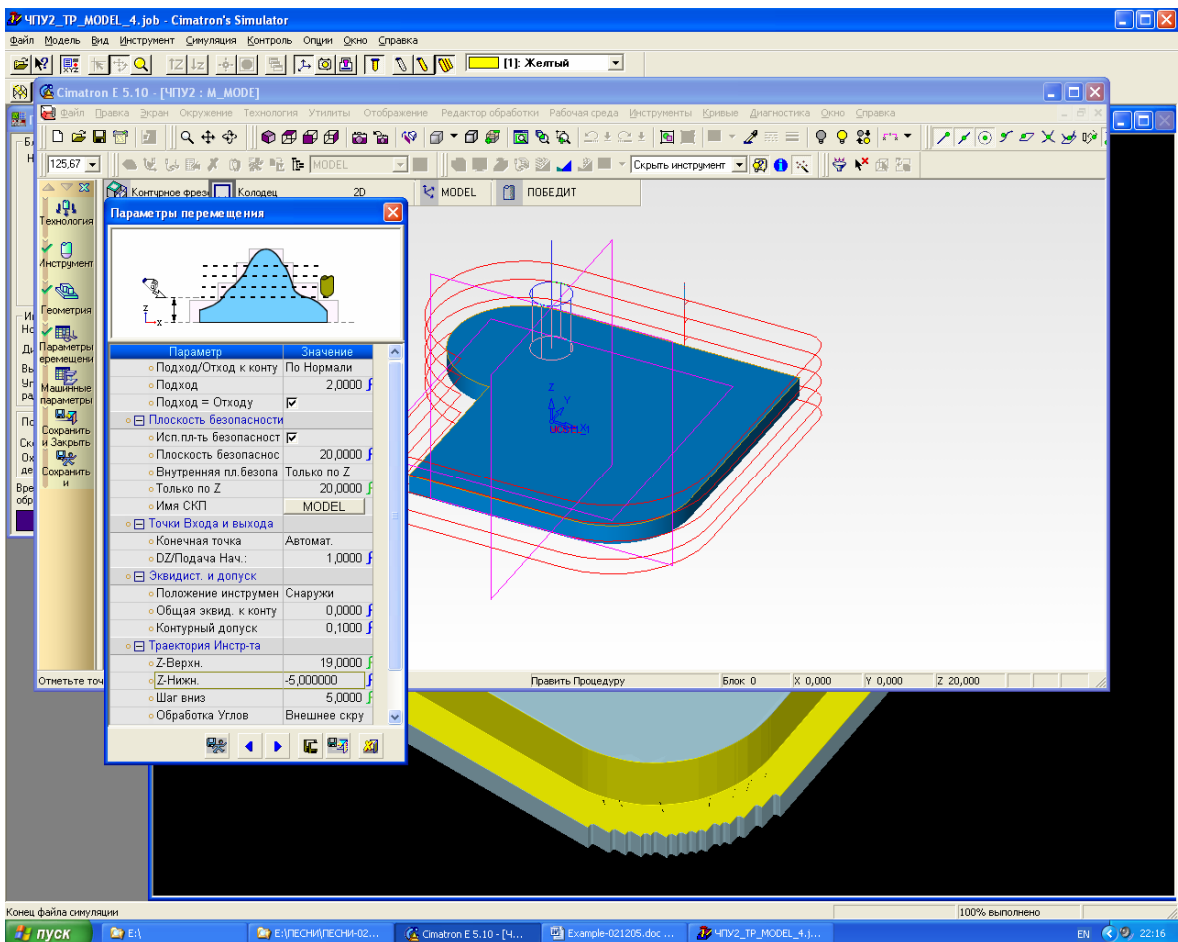 ЧПУ2_TP_MODEL_4.job - Cimatron's Simulator
Файл Модель Вид Инструмент Симуляция Контроль Опции Окно Справка
[1]: Желтый
Cimatron E 5.10 - [ЧПУ2 : M_MODE]
Файл Правка Экран Окружение Технология Утилиты Отображение Редактор обработки Рабочая среда Инструменты Кривые Диагностика Окно Справка
125,67 MODEL Скрыть инструмент
Контурное фрез Колодец 2D MODEL ПОБЕДИТ
Технология
Инструмент
Геометрия
Параметры
еремещени
Машинные
параметры
Сохранить
и Закрыть
Сохранить
и
Параметры перемещения
Z
X
Параметр Значение
Подход/Отход к конту По Нормали
Подход 2,0000
Подход = Отходу
Плоскость безопасности
Исп.пл-ть безопасност
Плоскость безопаснос 20,0000
Внутренняя пл.безопа Только по Z
Только по Z 20,0000
Имя СКП MODEL
Точки Входа и выхода
Конечная точка Автомат.
DZ/Подача Нач.: 1,0000
Эквидист. и допуск
Положение инструмен Снаружи
Общая эквид. к конту 0,0000
Контурный допуск 0,1000
Траектория Инстр-та
Z-Верхн. 19,0000
Z-Нижн. -5,000000
Шаг вниз 5,0000
Обработка Углов Внешнее скру
Z
Y
Отметьте точ Править Процедуру Блок 0 X 0,000 Y 0,000 Z 20,000
Конец файла симуляции 100% выполнено
пуск E:\ E:\ПЕСНИ\ПЕСНИ-02... Cimatron E 5.10 - [Ч... Example-021205.doc ... ЧПУ2_TP_MODEL_4.j... EN 22:16